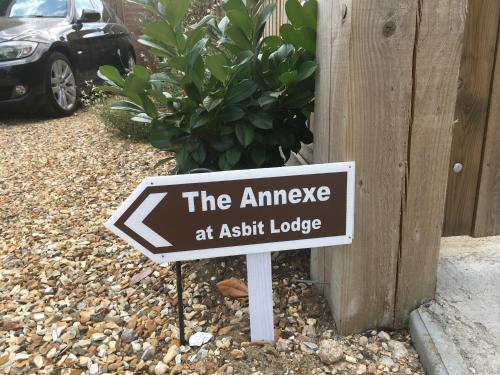 The Annexe
at Asbit Lodge